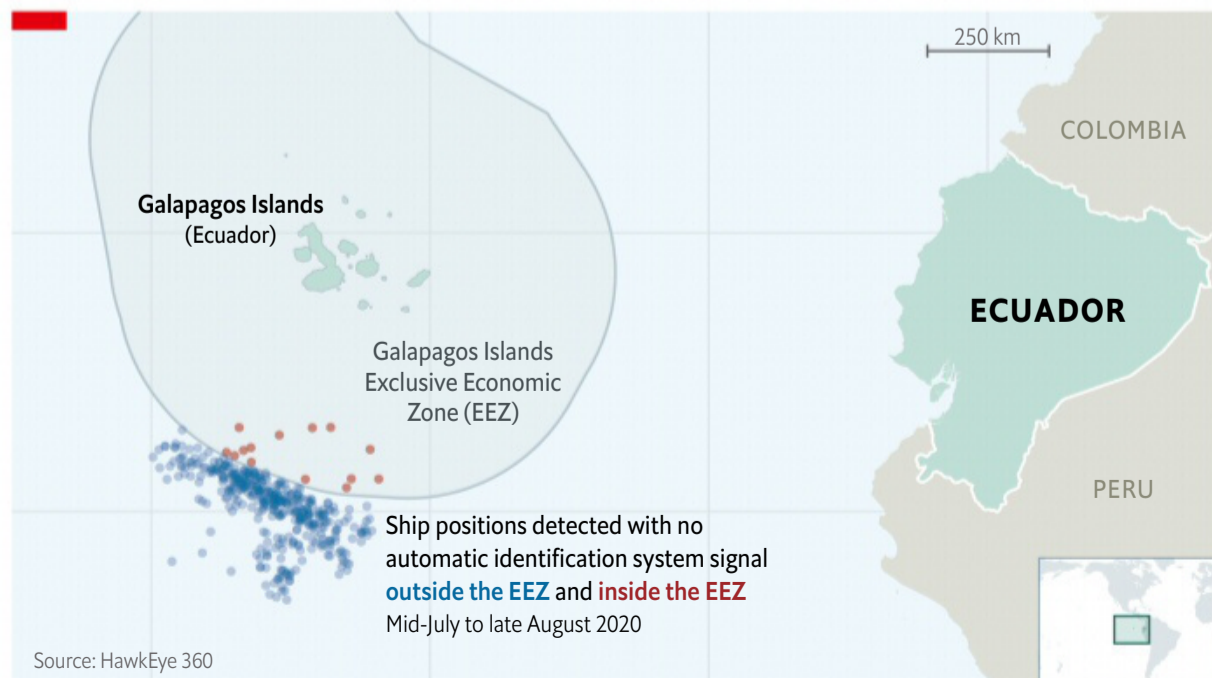 250 km
COLOMBIA
Galapagos Islands
(Ecuador)
ECUADOR
Galapagos Islands
Exclusive Economic
Zone (EEZ)
PERU
Ship positions detected with no
automatic identification system signal
outside the EEZ and inside the EEZ
Mid-July to late August 2020
Source: HawkEye 360